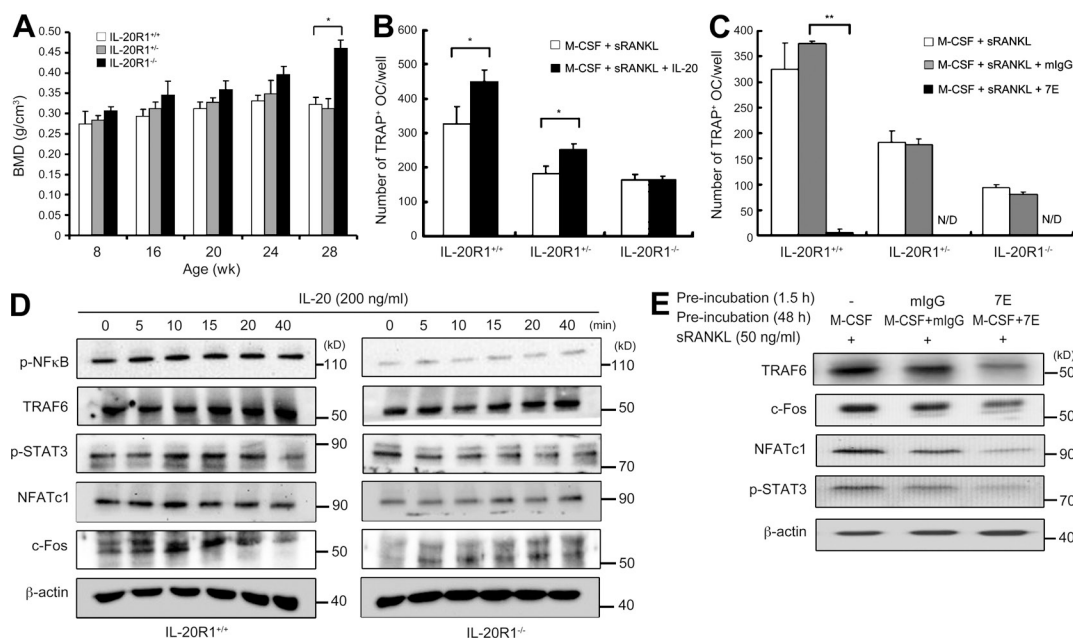 A
IL-20R1+/+
IL-20R1+/-
IL-20R1-/-
*
BMD (g/cm3)
0.50
0.45
0.40
0.35
0.30
0.25
0.20
0.15
0.10
0.05
0.00
8 16 20 24 28
Age (wk)
B
M-CSF + sRANKL
M-CSF + sRANKL + IL-20
*
*
Number of TRAP+ OC/well
600
500
400
300
200
100
0
IL-20R1+/+ IL-20R1+/- IL-20R1-/-
C
M-CSF + sRANKL
M-CSF + sRANKL + mIgG
M-CSF + sRANKL + 7E
**
Number of TRAP+ OC/well
400
350
300
250
200
150
100
50
0
N/D N/D
IL-20R1+/+ IL-20R1+/- IL-20R1-/-
D
IL-20 (200 ng/ml)
0 5 10 15 20 40 0 5 10 15 20 40 (min)
(kD) (kD)
p-NFκB 110 110
TRAF6 50 50
p-STAT3 90 70
NFATc1 90 90
c-Fos 50 50
β-actin 40 40
IL-20R1+/+ IL-20R1-/-
E
Pre-incubation (1.5 h) - mIgG 7E
Pre-incubation (48 h) M-CSF M-CSF+mIgG M-CSF+7E
sRANKL (50 ng/ml) + + + (kD)
TRAF6 50
c-Fos 50
NFATc1 90
p-STAT3 70
β-actin 40